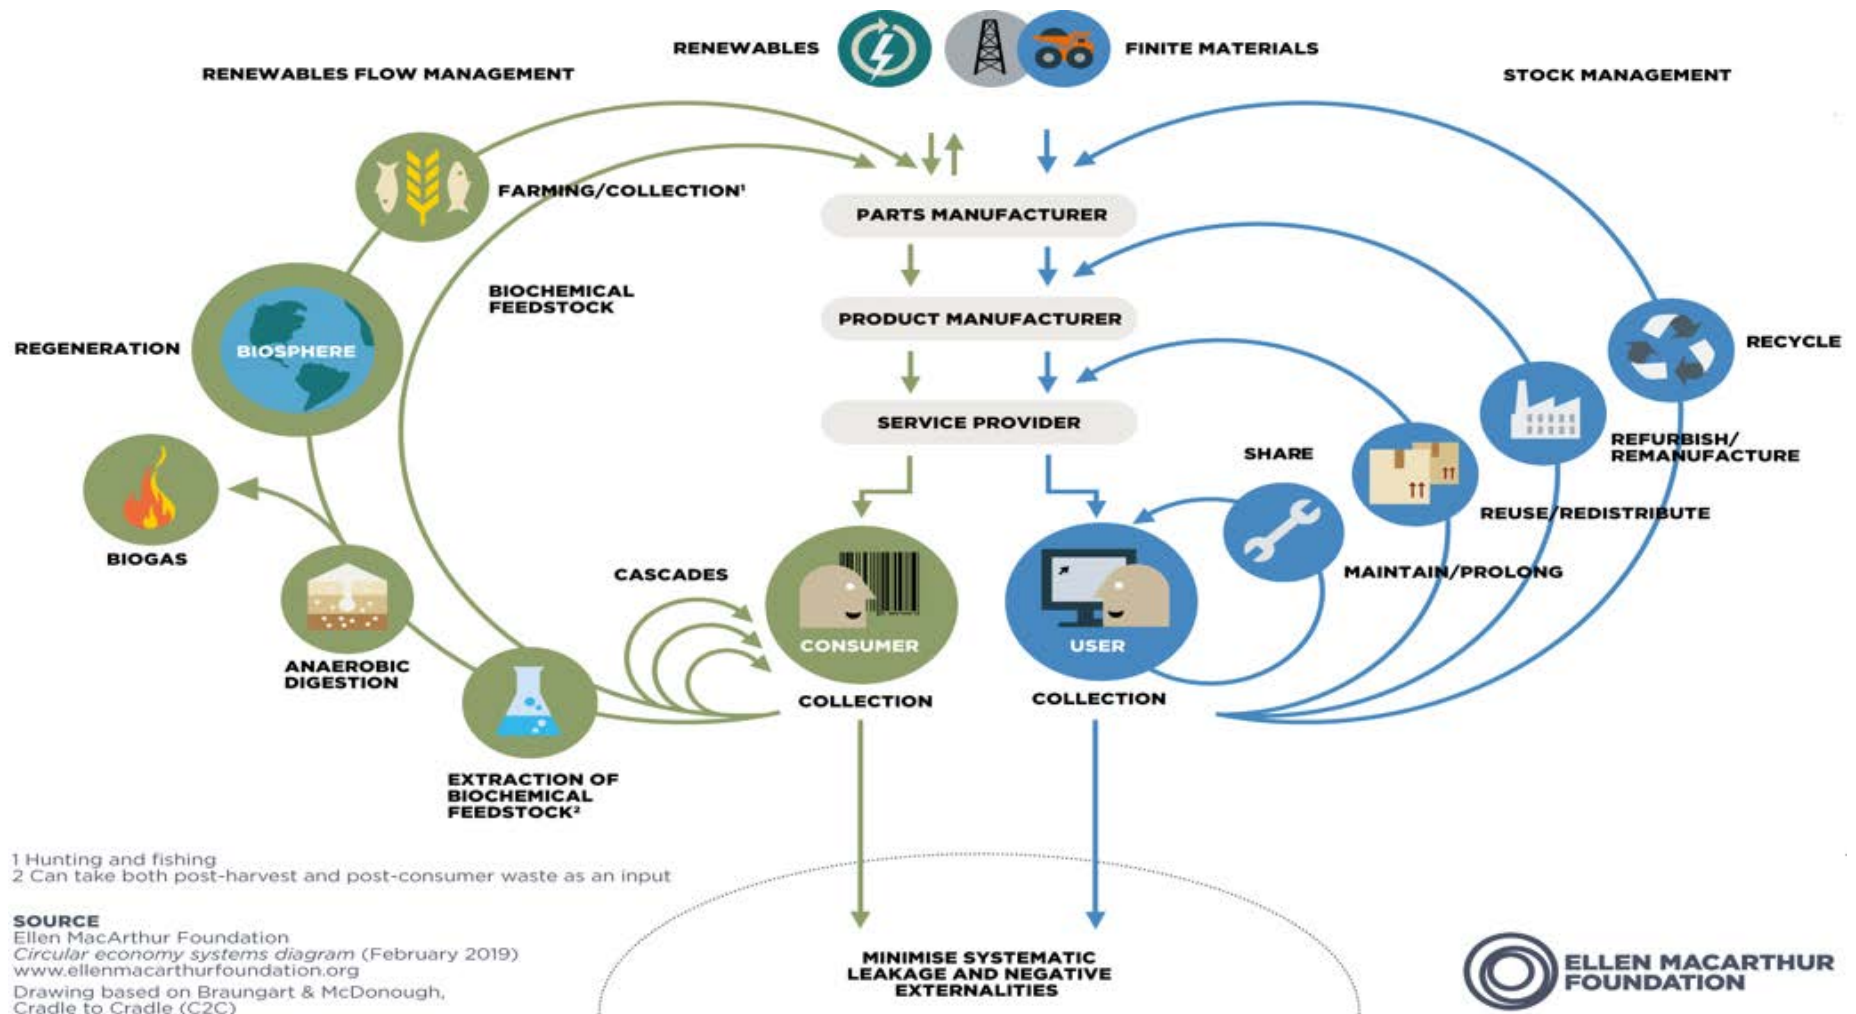 RENEWABLES
FINITE MATERIALS
RENEWABLES FLOW MANAGEMENT
STOCK MANAGEMENT
FARMING/COLLECTION¹
PARTS MANUFACTURER
BIOCHEMICAL
FEEDSTOCK
PRODUCT MANUFACTURER
REGENERATION
BIOSPHERE
RECYCLE
SERVICE PROVIDER
SHARE
REFURBISH/
REMANUFACTURE
REUSE/REDISTRIBUTE
BIOGAS
CASCADES
MAINTAIN/PROLONG
CONSUMER
USER
ANAEROBIC
DIGESTION
COLLECTION
COLLECTION
EXTRACTION OF
BIOCHEMICAL
FEEDSTOCK²
1 Hunting and fishing
2 Can take both post-harvest and post-consumer waste as an input
SOURCE
Ellen MacArthur Foundation
Circular economy systems diagram (February 2019)
www.ellenmacarthurfoundation.org
Drawing based on Braungart & McDonough,
Cradle to Cradle (C2C)
MINIMISE SYSTEMATIC
LEAKAGE AND NEGATIVE
EXTERNALITIES
ELLEN MACARTHUR
FOUNDATION